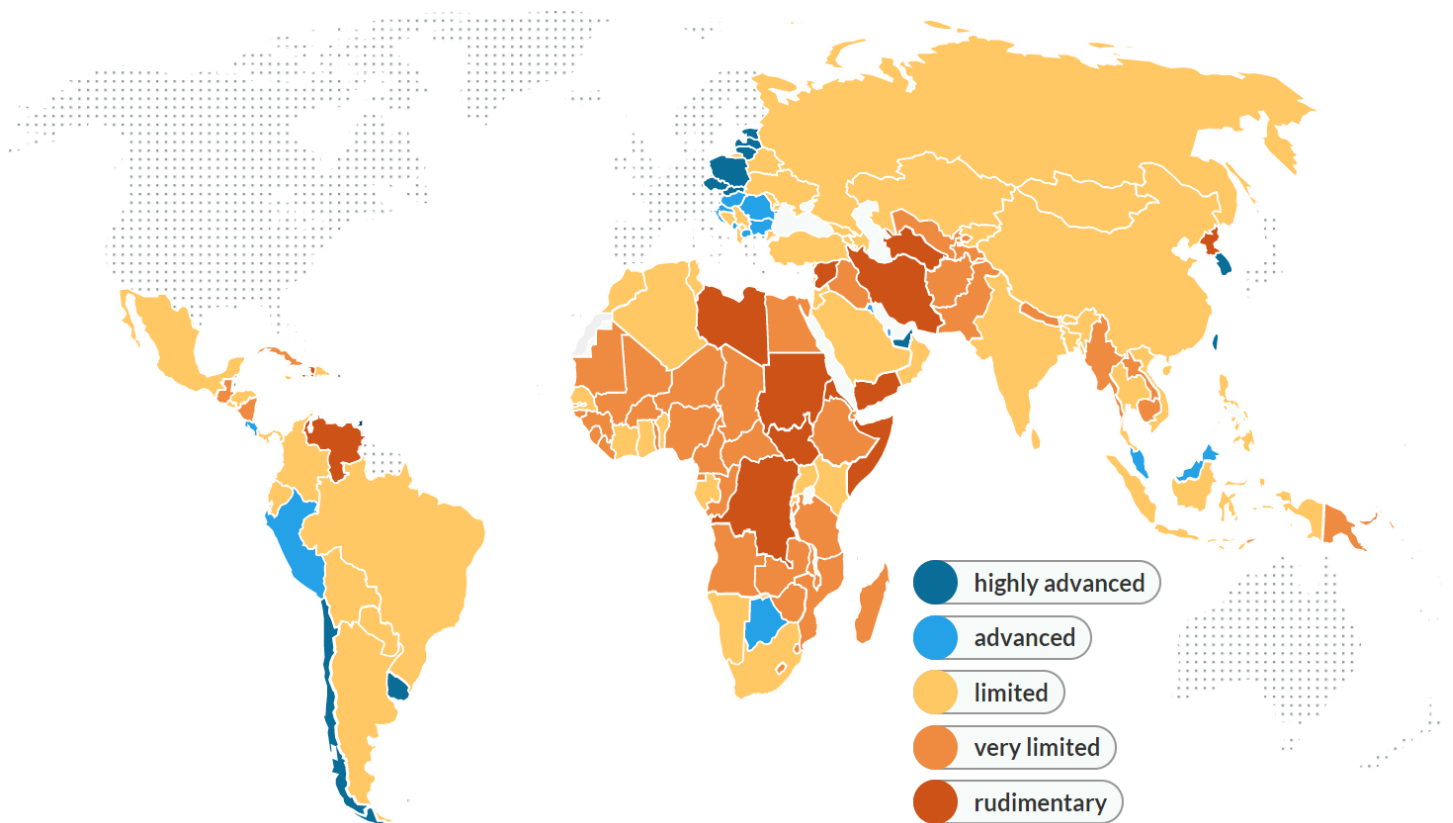 highly advanced
advanced
limited
very limited
rudimentary